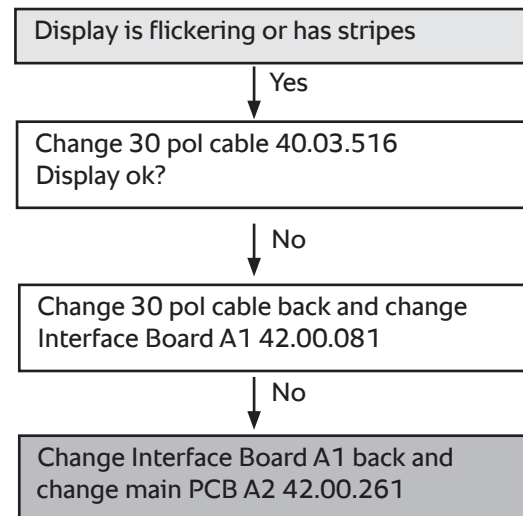 Display is flickering or has stripes
Yes
Change 30 pol cable 40.03.516
Display ok?
No
Change 30 pol cable back and change
Interface Board A1 42.00.081
No
Change Interface Board A1 back and
change main PCB A2 42.00.261